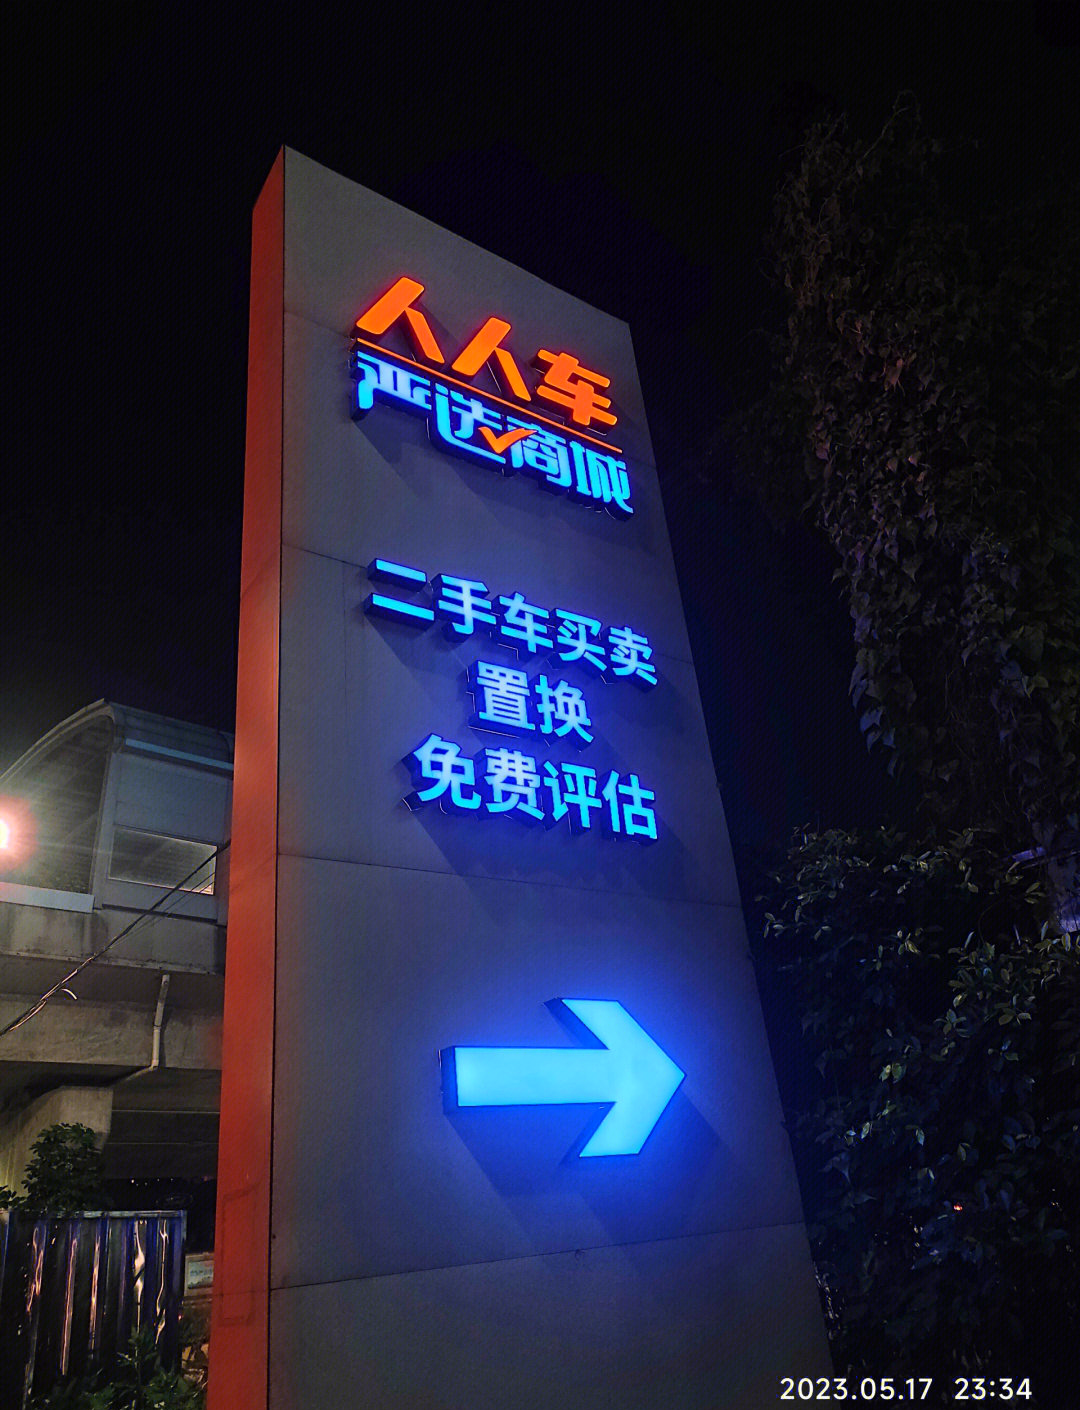 人人车
严选商城
二手车买卖
置换
免费评估
2023.05.17 23:34